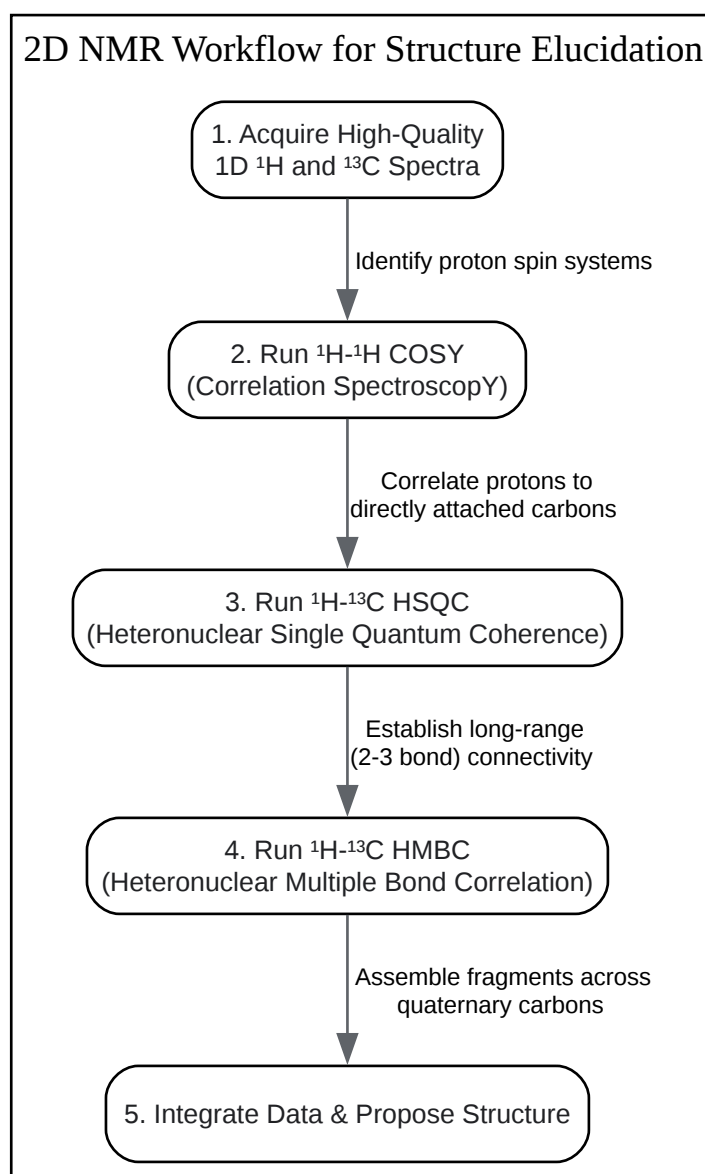 2D NMR Workflow for Structure Elucidation
1. Acquire High-Quality
1D ¹H and ¹³C Spectra
Identify proton spin systems
2. Run ¹H-¹H COSY
(Correlation SpectroscopY)
Correlate protons to
directly attached carbons
3. Run ¹H-¹³C HSQC
(Heteronuclear Single Quantum Coherence)
Establish long-range
(2-3 bond) connectivity
4. Run ¹H-¹³C HMBC
(Heteronuclear Multiple Bond Correlation)
Assemble fragments across
quaternary carbons
5. Integrate Data & Propose Structure